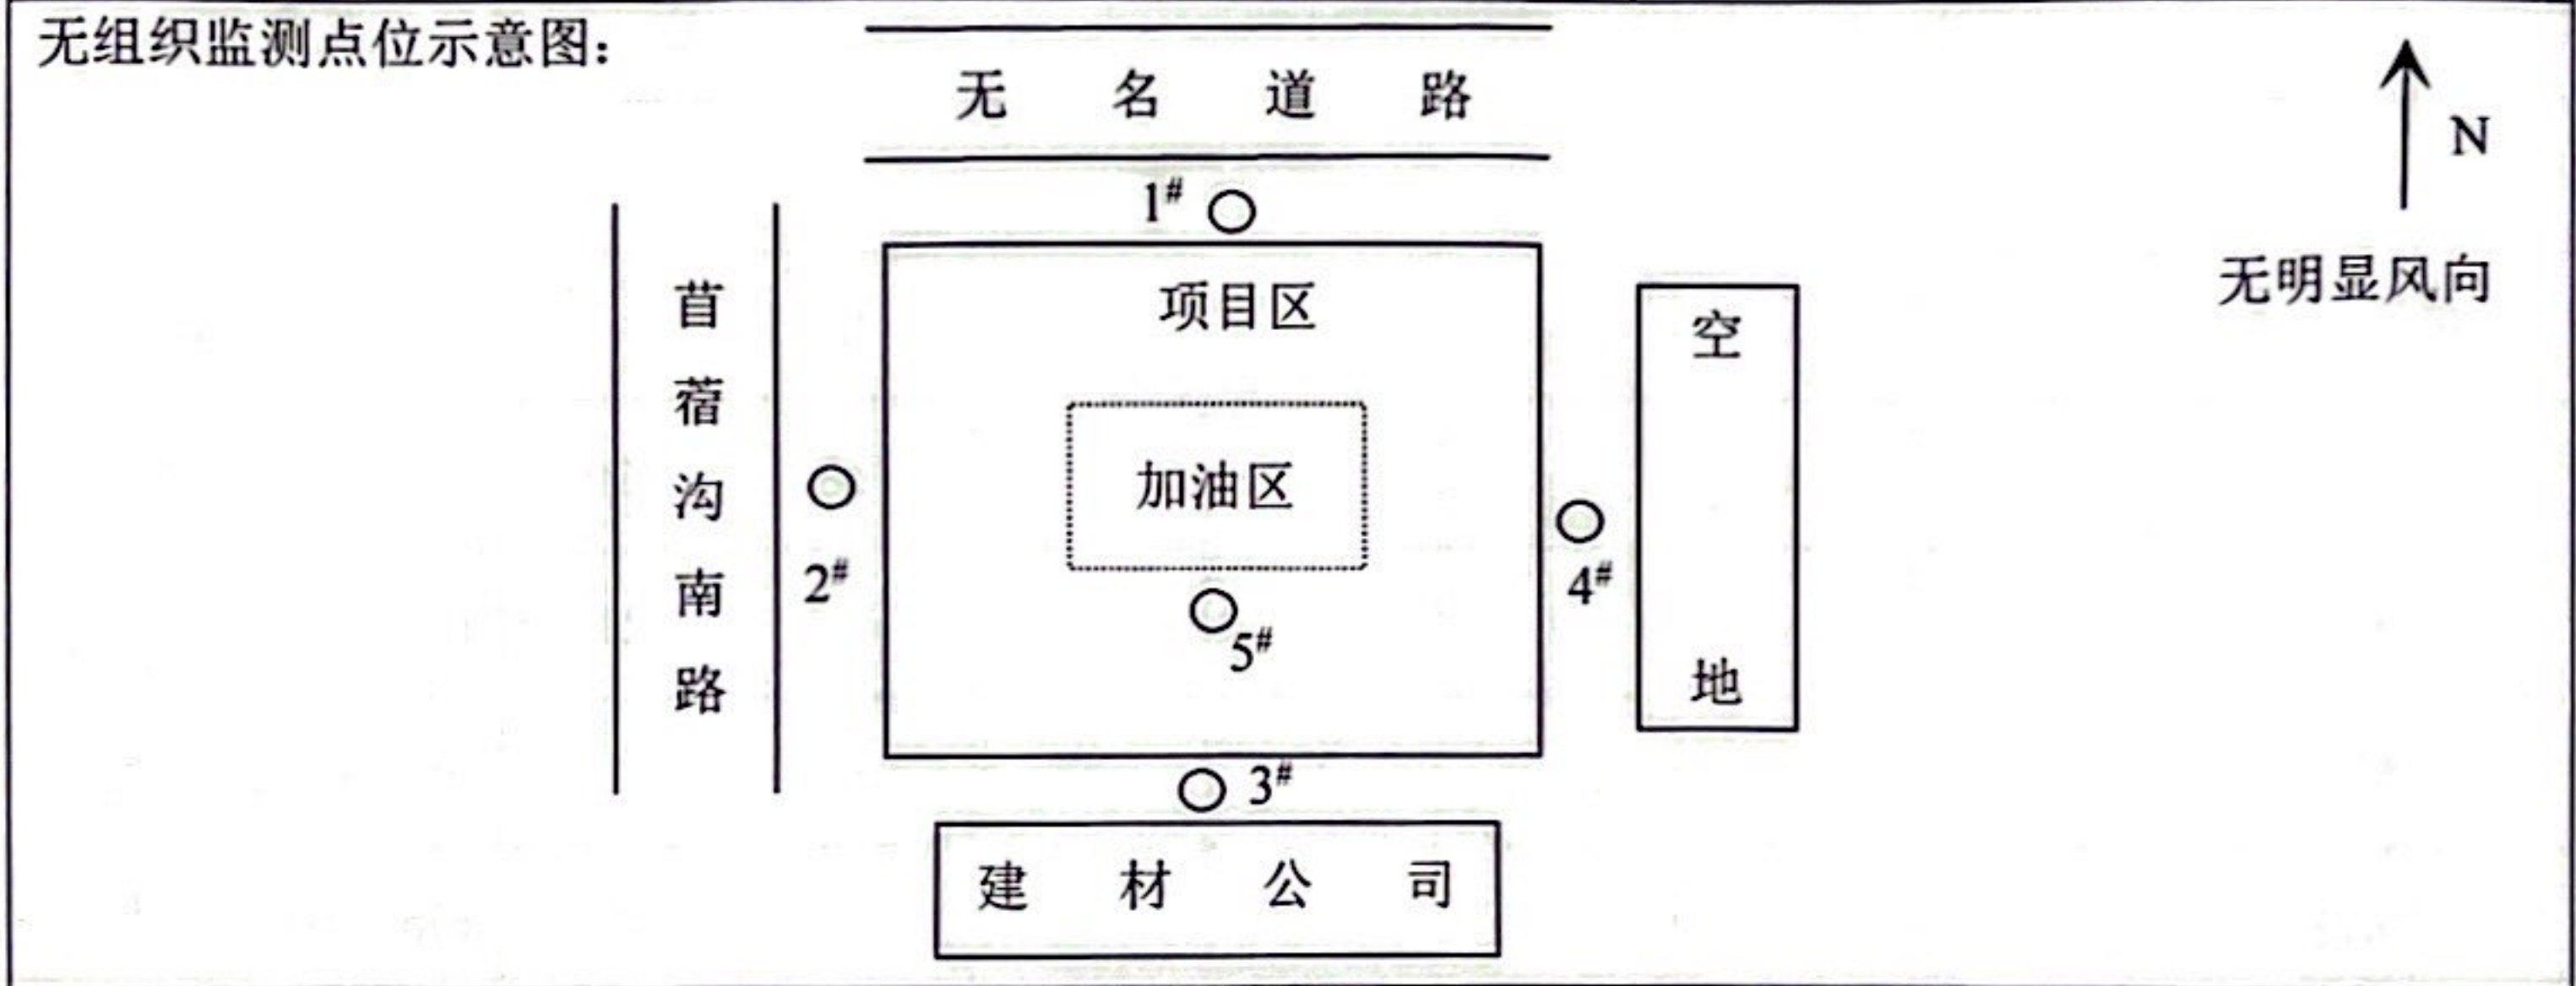 无组织监测点位示意图：
无名道路
N
无明显风向
1#
项目区
苜蓿沟南路
空地
加油区
2#
4#
5#
3#
建材公司